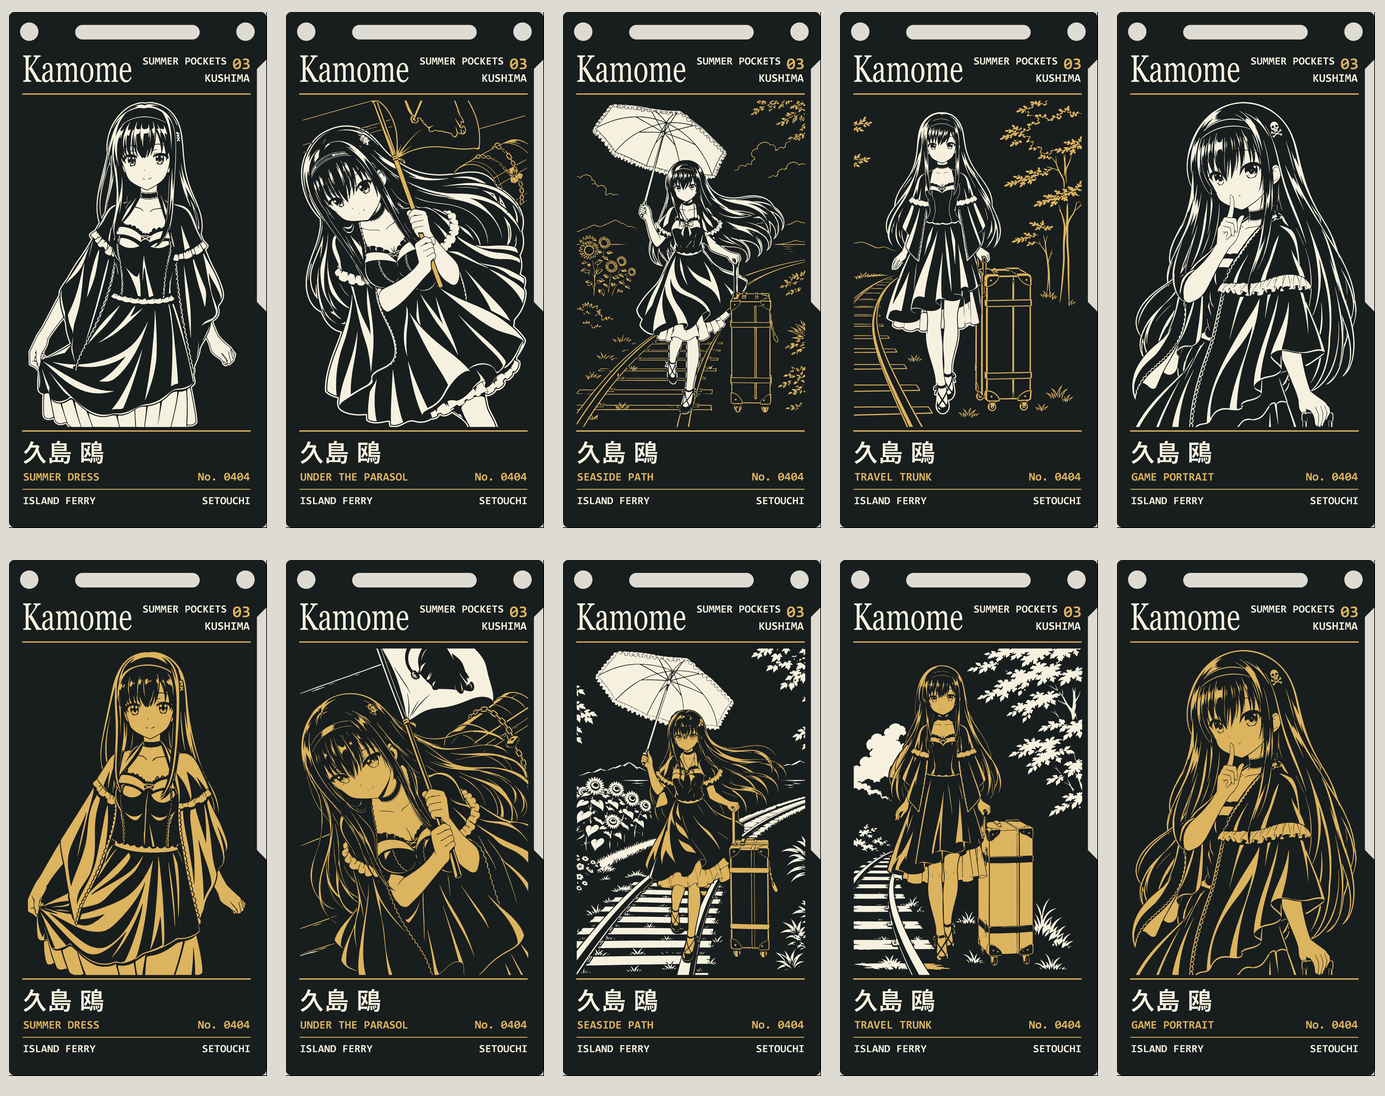 Kamome SUMMER POCKETS 03
KUSHIMA
久島 鴎
SUMMER DRESS No. 0404
ISLAND FERRY SETOUCHI
Kamome SUMMER POCKETS 03
KUSHIMA
久島 鴎
UNDER THE PARASOL No. 0404
ISLAND FERRY SETOUCHI
Kamome SUMMER POCKETS 03
KUSHIMA
久島 鴎
SEASIDE PATH No. 0404
ISLAND FERRY SETOUCHI
Kamome SUMMER POCKETS 03
KUSHIMA
久島 鴎
TRAVEL TRUNK No. 0404
ISLAND FERRY SETOUCHI
Kamome SUMMER POCKETS 03
KUSHIMA
久島 鴎
GAME PORTRAIT No. 0404
ISLAND FERRY SETOUCHI
Kamome SUMMER POCKETS 03
KUSHIMA
久島 鴎
SUMMER DRESS No. 0404
ISLAND FERRY SETOUCHI
Kamome SUMMER POCKETS 03
KUSHIMA
久島 鴎
UNDER THE PARASOL No. 0404
ISLAND FERRY SETOUCHI
Kamome SUMMER POCKETS 03
KUSHIMA
久島 鴎
SEASIDE PATH No. 0404
ISLAND FERRY SETOUCHI
Kamome SUMMER POCKETS 03
KUSHIMA
久島 鴎
TRAVEL TRUNK No. 0404
ISLAND FERRY SETOUCHI
Kamome SUMMER POCKETS 03
KUSHIMA
久島 鴎
GAME PORTRAIT No. 0404
ISLAND FERRY SETOUCHI